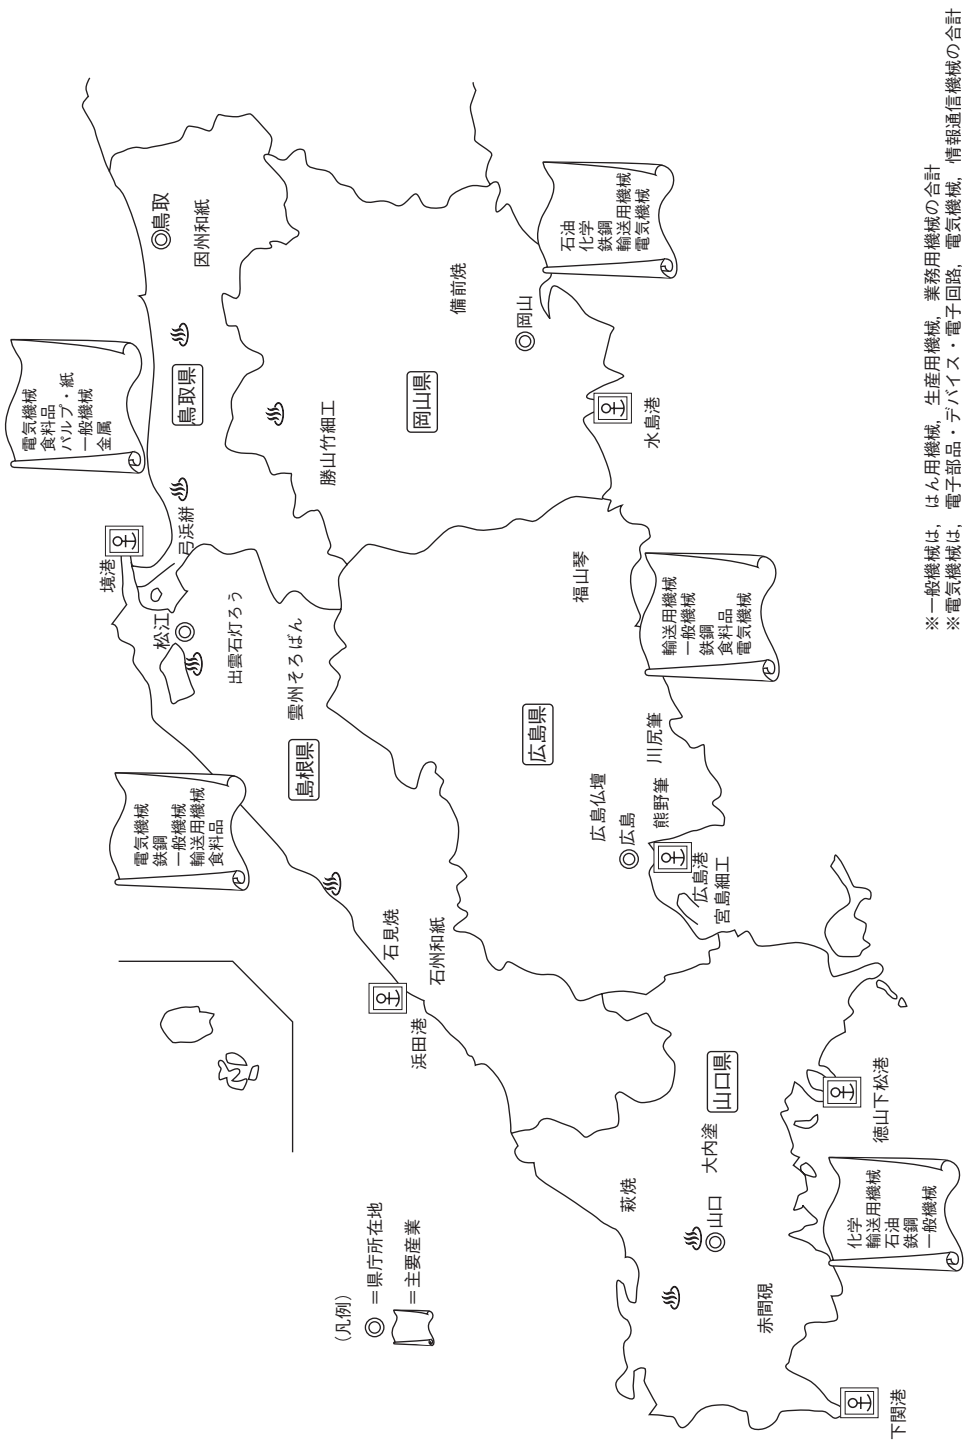 (凡例)
＝県庁所在地
＝主要産業
電気機械
鉄鋼
一般機械
輸送用機械
食料品
電気機械
食料品
パルプ・紙
一般機械
金属
境港
松江
弓浜絣
鳥取県
鳥取
因州和紙
出雲石灯ろう
雲州そろばん
島根県
勝山竹細工
岡山県
備前焼
岡山
石油
化学
鉄鋼
輸送用機械
電気機械
水島港
石見焼
石州和紙
浜田港
福山琴
広島県
広島仏壇
広島
熊野筆
川尻筆
広島港
宮島細工
輸送用機械
一般機械
鉄鋼
食料品
電気機械
萩焼
山口
大内塗
山口県
赤間硯
下関港
徳山下松港
化学
輸送用機械
石油
鉄鋼
一般機械
※一般機械は，はん用機械，生産用機械，業務用機械の合計
※電気機械は，電子部品・デバイス・電子回路，電気機械，情報通信機械の合計